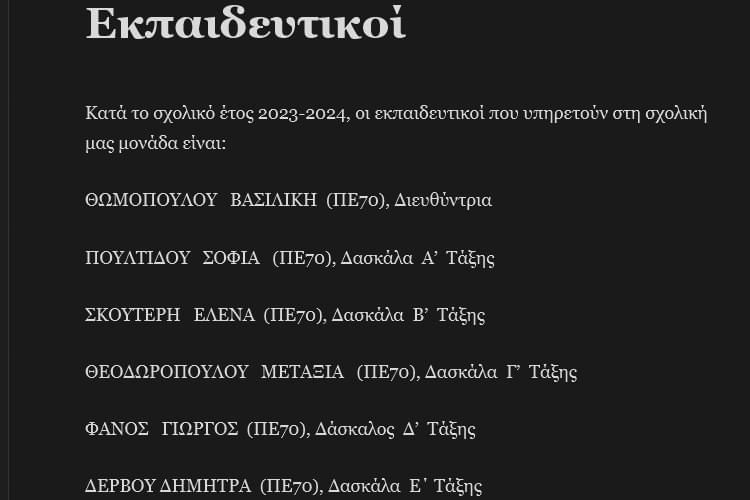 Εκπαιδευτικοί
Κατά το σχολικό έτος 2023-2024, οι εκπαιδευτικοί που υπηρετούν στη σχολική
μας μονάδα είναι:
ΘΩΜΟΠΟΥΛΟΥ ΒΑΣΙΛΙΚΗ (ΠΕ70), Διευθύντρια
ΠΟΥΛΤΙΔΟΥ ΣΟΦΙΑ (ΠΕ70), Δασκάλα Α’ Τάξης
ΣΚΟΥΤΕΡΗ ΕΛΕΝΑ (ΠΕ70), Δασκάλα Β’ Τάξης
ΘΕΟΔΩΡΟΠΟΥΛΟΥ ΜΕΤΑΞΙΑ (ΠΕ70), Δασκάλα Γ’ Τάξης
ΦΑΝΟΣ ΓΙΩΡΓΟΣ (ΠΕ70), Δάσκαλος Δ’ Τάξης
ΔΕΡΒΟΥ ΔΗΜΗΤΡΑ (ΠΕ70), Δασκάλα Ε΄ Τάξης